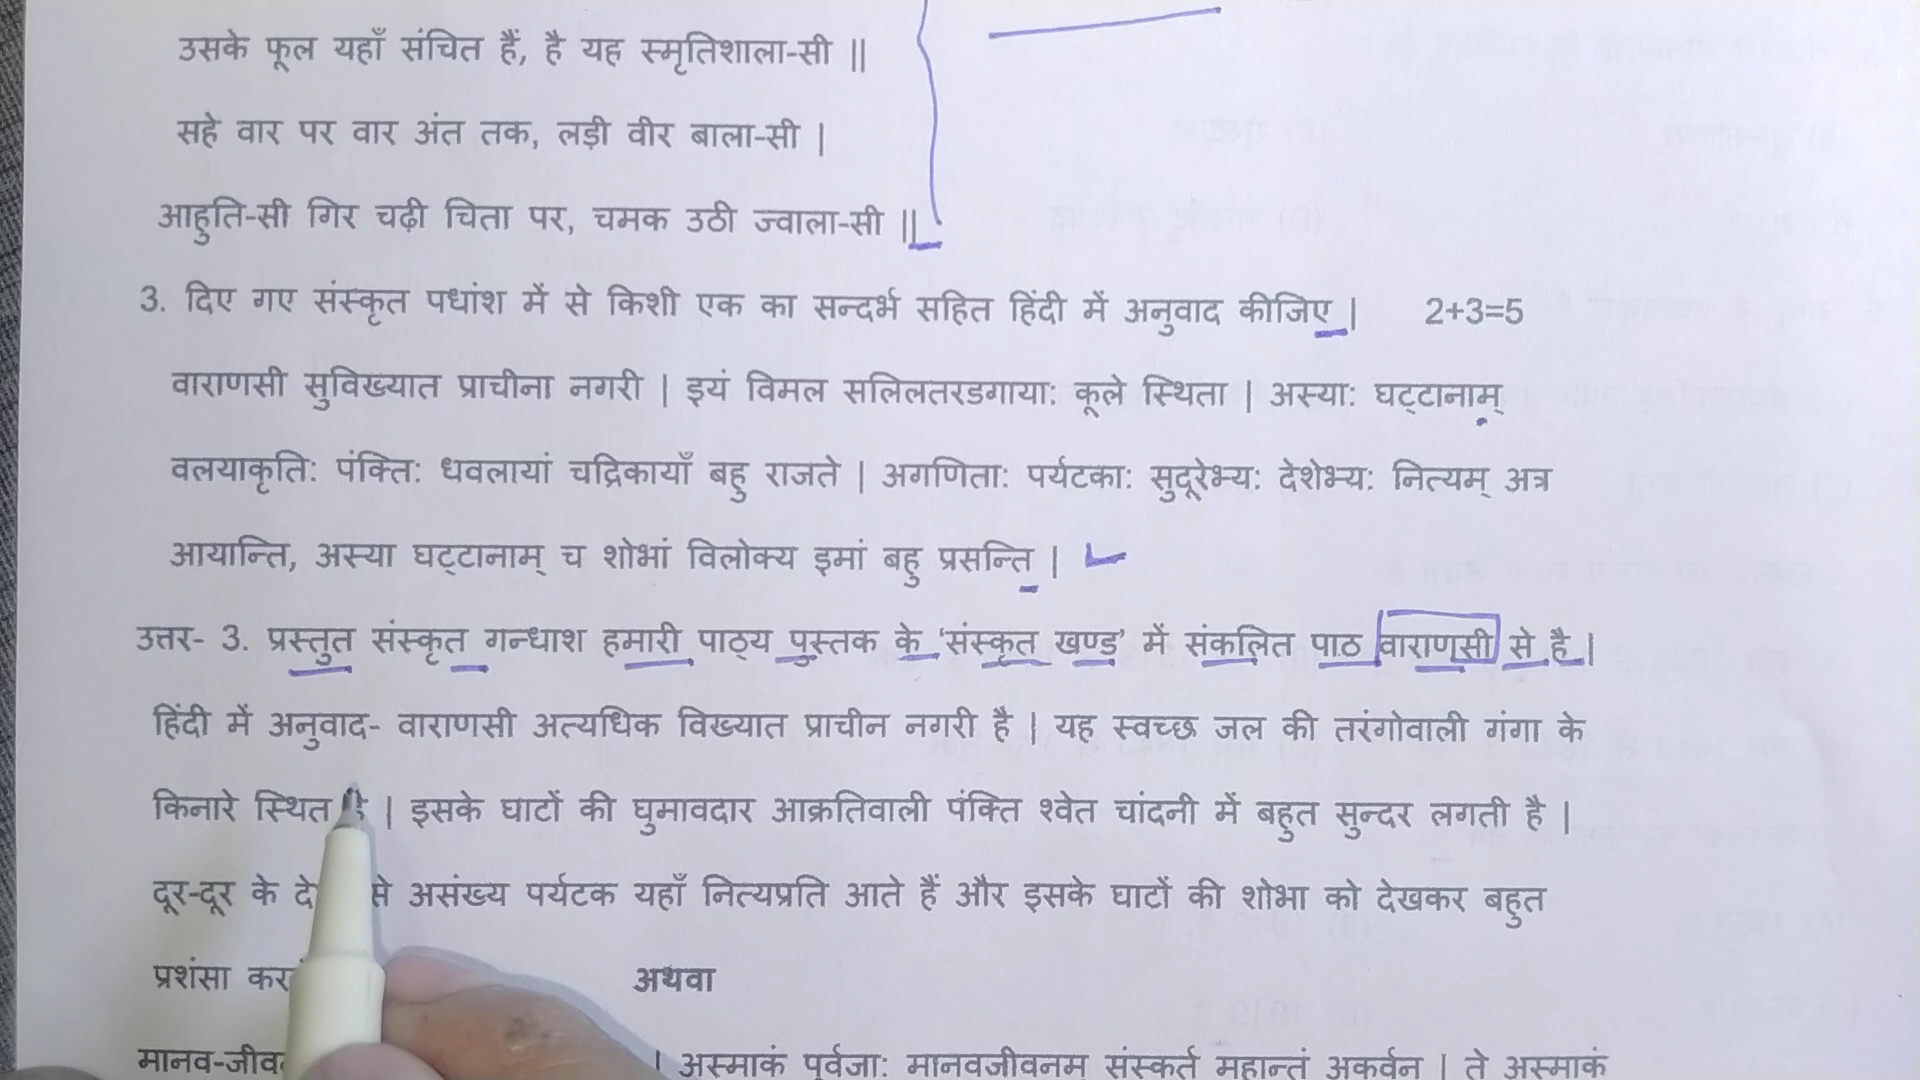 उसके फूल यहाँ संचित हैं, है यह स्मृतिशाला-सी ||
सहे वार पर वार अंत तक, लड़ी वीर बाला-सी |
आहुति-सी गिर चढ़ी चिता पर, चमक उठी ज्वाला-सी ||
3. दिए गए संस्कृत पधांश में से किशी एक का सन्दर्भ सहित हिंदी में अनुवाद कीजिए | 2+3=5
वाराणसी सुविख्यात प्राचीना नगरी | इयं विमल सलिलतरडगाया: कूले स्थिता | अस्या: घट्टानाम्
वलयाकृति: पंक्ति: धवलायां चद्रिकायाँ बहु राजते | अगणिता: पर्यटका: सुदूरेभ्य: देशेभ्य: नित्यम् अत्र
आयान्ति, अस्या घट्टानाम् च शोभां विलोक्य इमां बहु प्रसन्ति |
उत्तर- 3. प्रस्तुत संस्कृत गन्धाश हमारी पाठ्य पुस्तक के 'संस्कृत खण्ड' में संकलित पाठ वाराणसी से है |
हिंदी में अनुवाद- वाराणसी अत्यधिक विख्यात प्राचीन नगरी है | यह स्वच्छ जल की तरंगोवाली गंगा के
किनारे स्थित | इसके घाटों की घुमावदार आक्रतिवाली पंक्ति श्वेत चांदनी में बहुत सुन्दर लगती है |
दूर-दूर के से असंख्य पर्यटक यहाँ नित्यप्रति आते हैं और इसके घाटों की शोभा को देखकर बहुत
प्रशंसा अथवा
| अस्माकं पूर्वजा: मानवजीवनम् संस्कर्तं महान्तं अकर्वन | ते अस्माकं